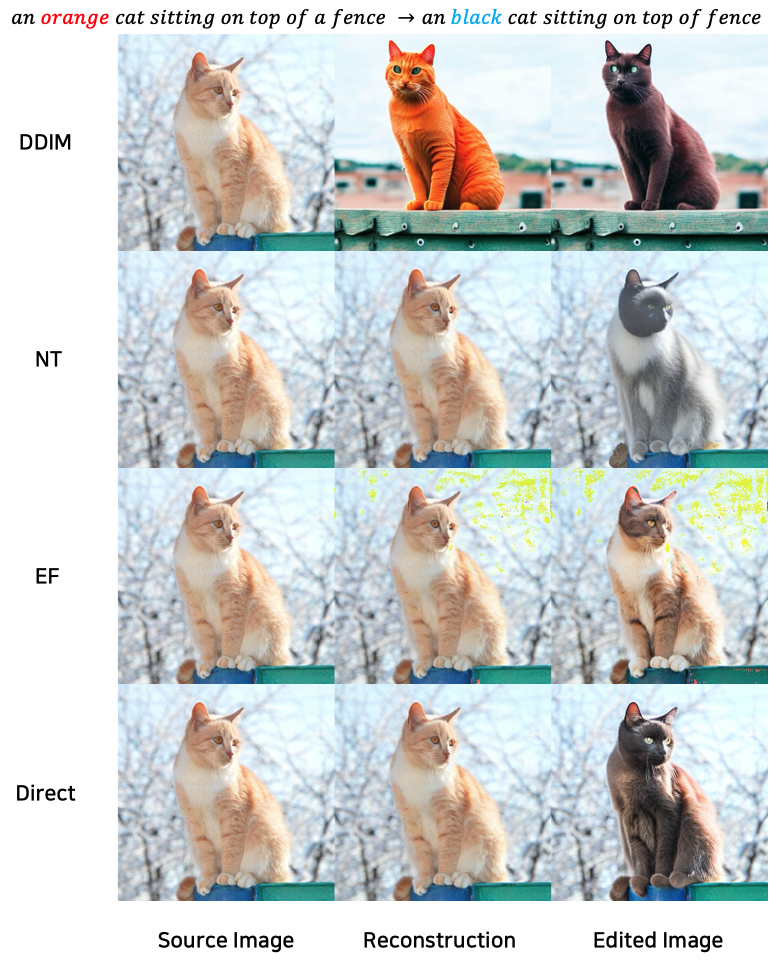 an orange cat sitting on top of a fence → an black cat sitting on top of fence
DDIM
NT
EF
Direct
Source Image Reconstruction Edited Image